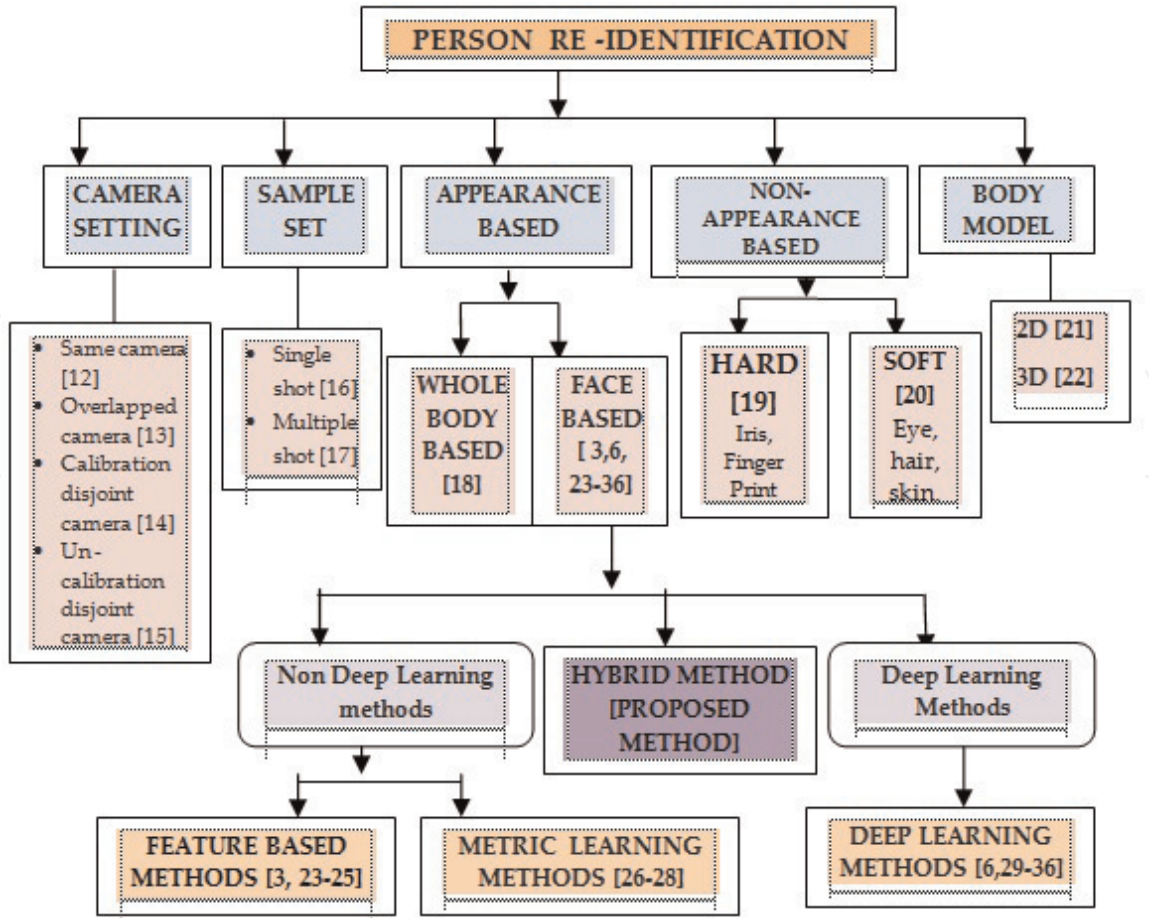 PERSON RE -IDENTIFICATION
CAMERA
SETTING
SAMPLE
SET
APPEARANCE
BASED
NON-
APPEARANCE
BASED
BODY
MODEL
• Same camera
[12]
• Overlapped
camera [13]
• Calibration
disjoint
camera [14]
• Un-
calibration
disjoint
camera [15]
• Single
shot [16]
• Multiple
shot [17]
WHOLE
BODY
BASED
[18]
FACE
BASED
[ 3,6,
23-36]
HARD
[19]
Iris,
Finger
Print
SOFT
[20]
Eye,
hair,
skin.
2D [21]
3D [22]
Non Deep Learning
methods
HYBRID METHOD
[PROPOSED
METHOD]
Deep Learning
Methods
FEATURE BASED
METHODS [3, 23-25]
METRIC LEARNING
METHODS [26-28]
DEEP LEARNING
METHODS [6,29-36]